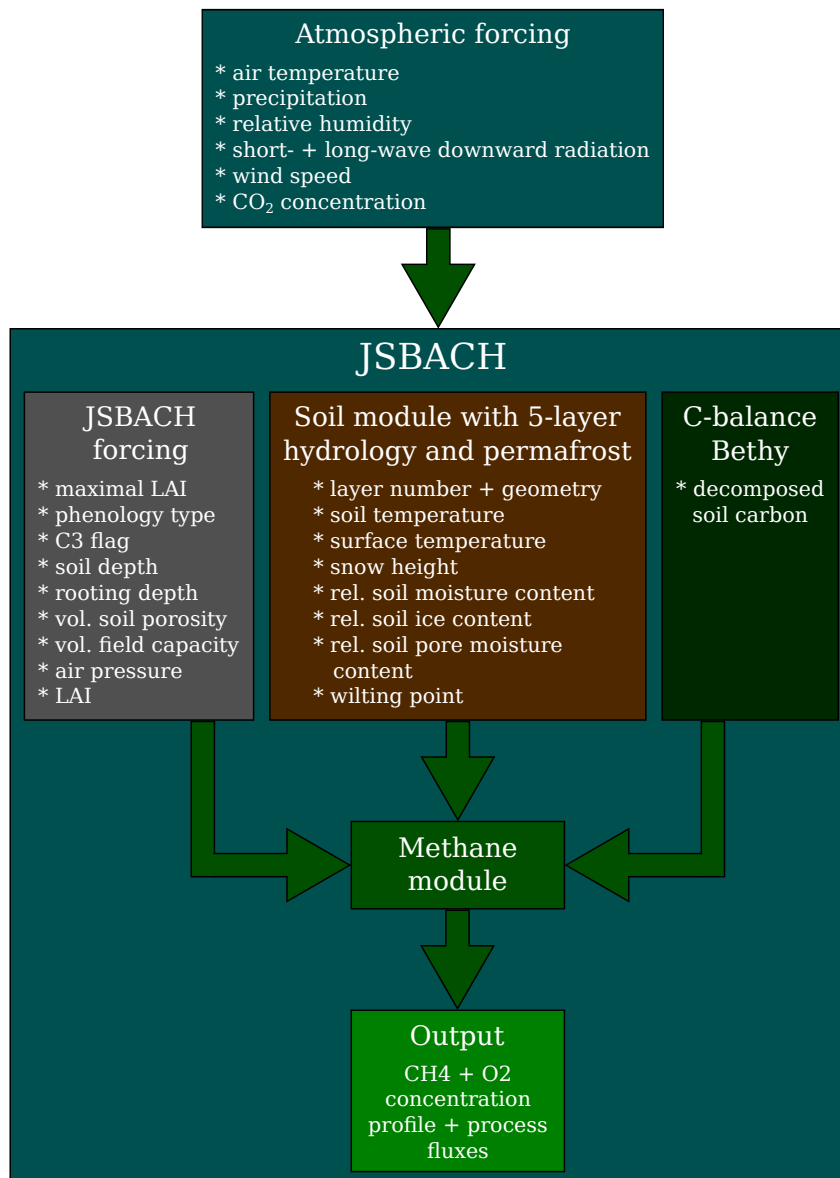 Atmospheric forcing
* air temperature
* precipitation
* relative humidity
* short- + long-wave downward radiation
* wind speed
* CO₂ concentration
JSBACH
JSBACH
forcing
* maximal LAI
* phenology type
* C3 flag
* soil depth
* rooting depth
* vol. soil porosity
* vol. field capacity
* air pressure
* LAI
Soil module with 5-layer
hydrology and permafrost
* layer number + geometry
* soil temperature
* surface temperature
* snow height
* rel. soil moisture content
* rel. soil ice content
* rel. soil pore moisture
content
* wilting point
C-balance
Bethy
* decomposed
soil carbon
Methane
module
Output
CH4 + O2
concentration
profile + process
fluxes